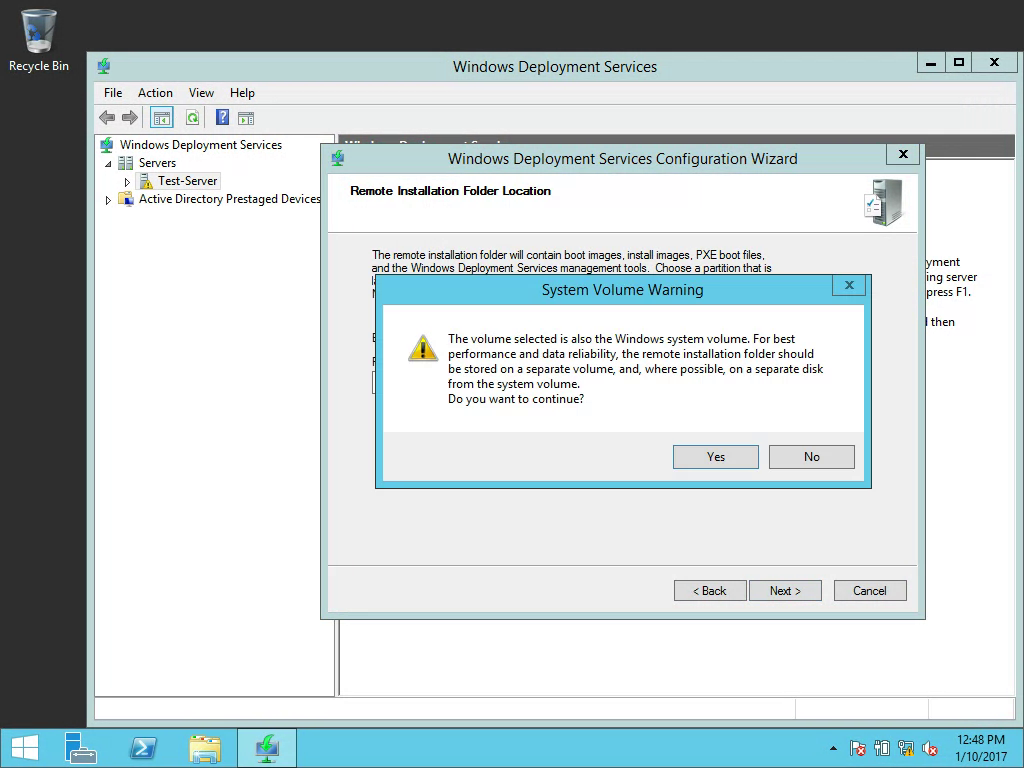 Recycle Bin
Windows Deployment Services
File Action View Help
Windows Deployment Services
Servers
Test-Server
Active Directory Prestaged Devices
Windows Deployment Services Configuration Wizard
Remote Installation Folder Location
The remote installation folder will contain boot images, install images, PXE boot files,
and the Windows Deployment Services management tools. Choose a partition that is
System Volume Warning
The volume selected is also the Windows system volume. For best
performance and data reliability, the remote installation folder should
be stored on a separate volume, and, where possible, on a separate disk
from the system volume.
Do you want to continue?
Yes No
< Back Next > Cancel
yment
ing server
press F1.
then
12:48 PM
1/10/2017